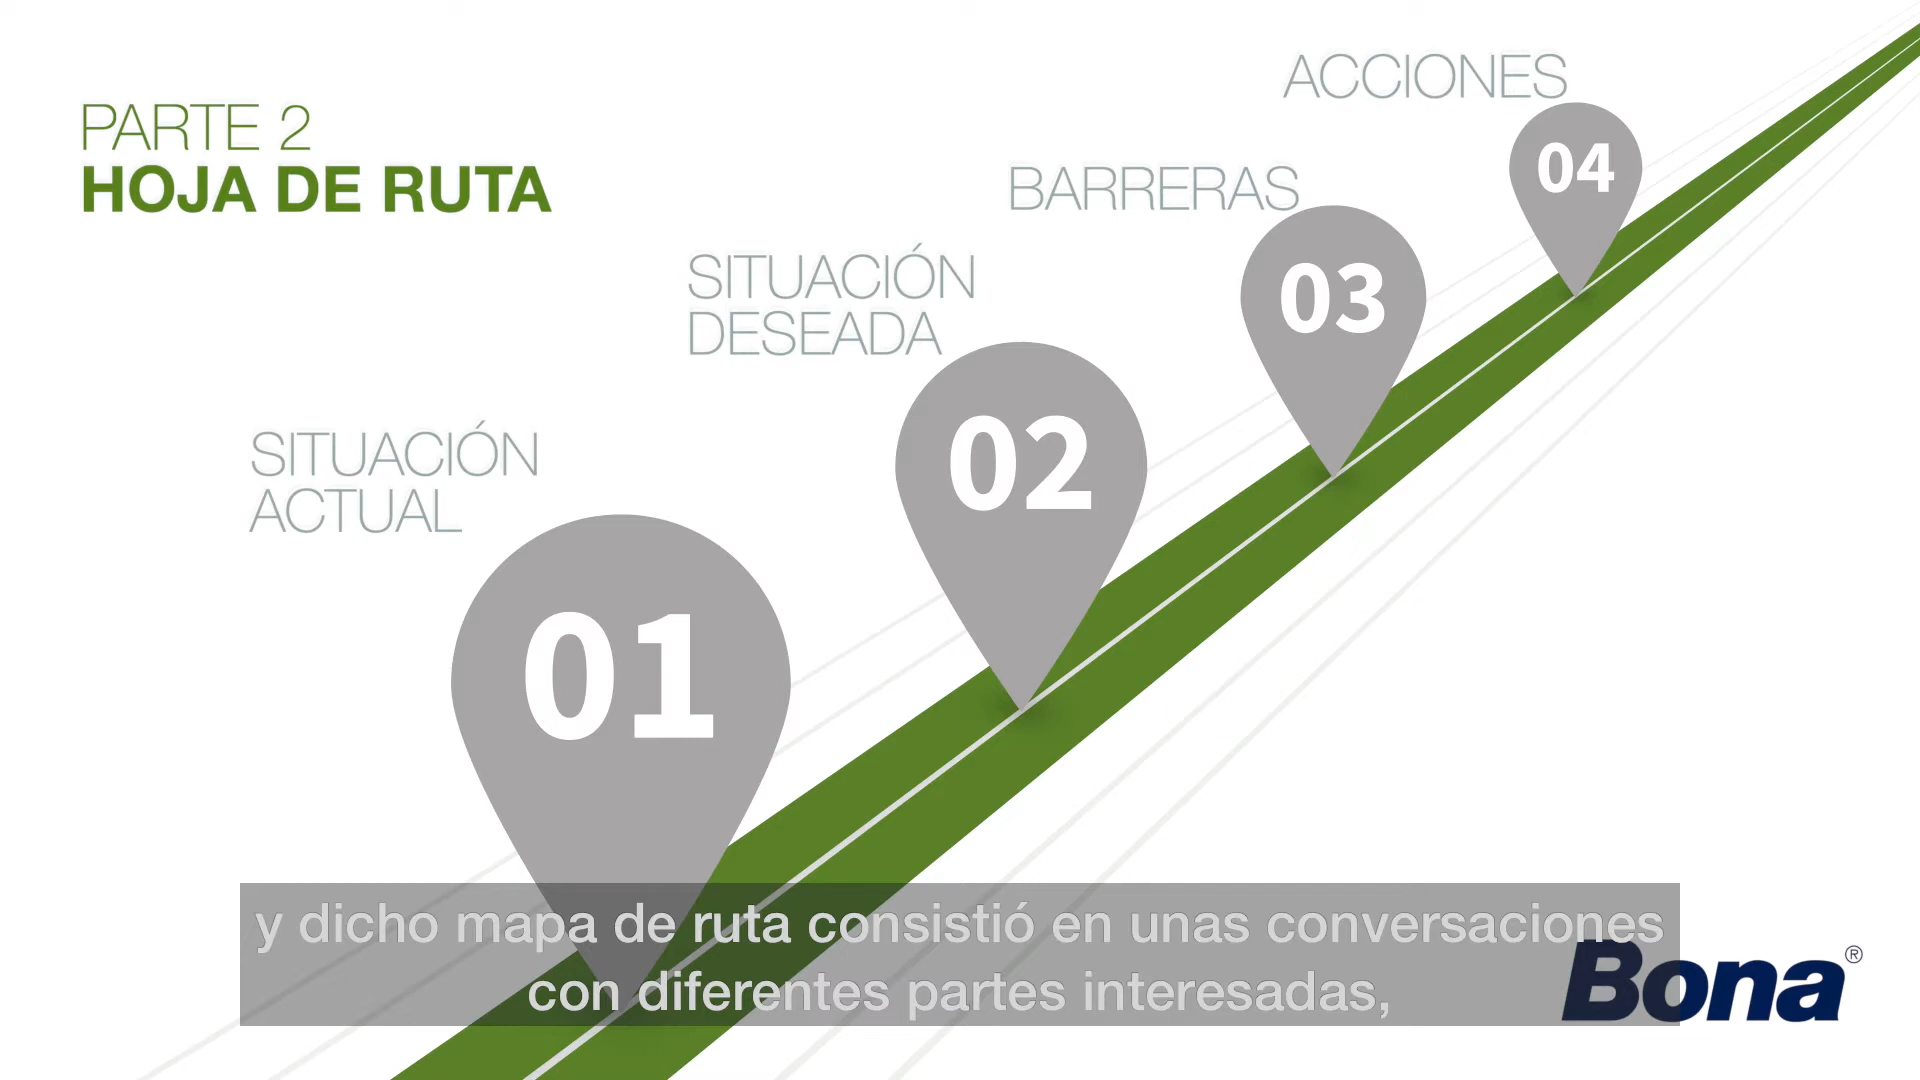 PARTE 2
HOJA DE RUTA
ACCIONES
04
BARRERAS
03
SITUACIÓN
DESEADA
02
SITUACIÓN
ACTUAL
01
y dicho mapa de ruta consistió en unas conversaciones
con diferentes partes interesadas,
Bona®